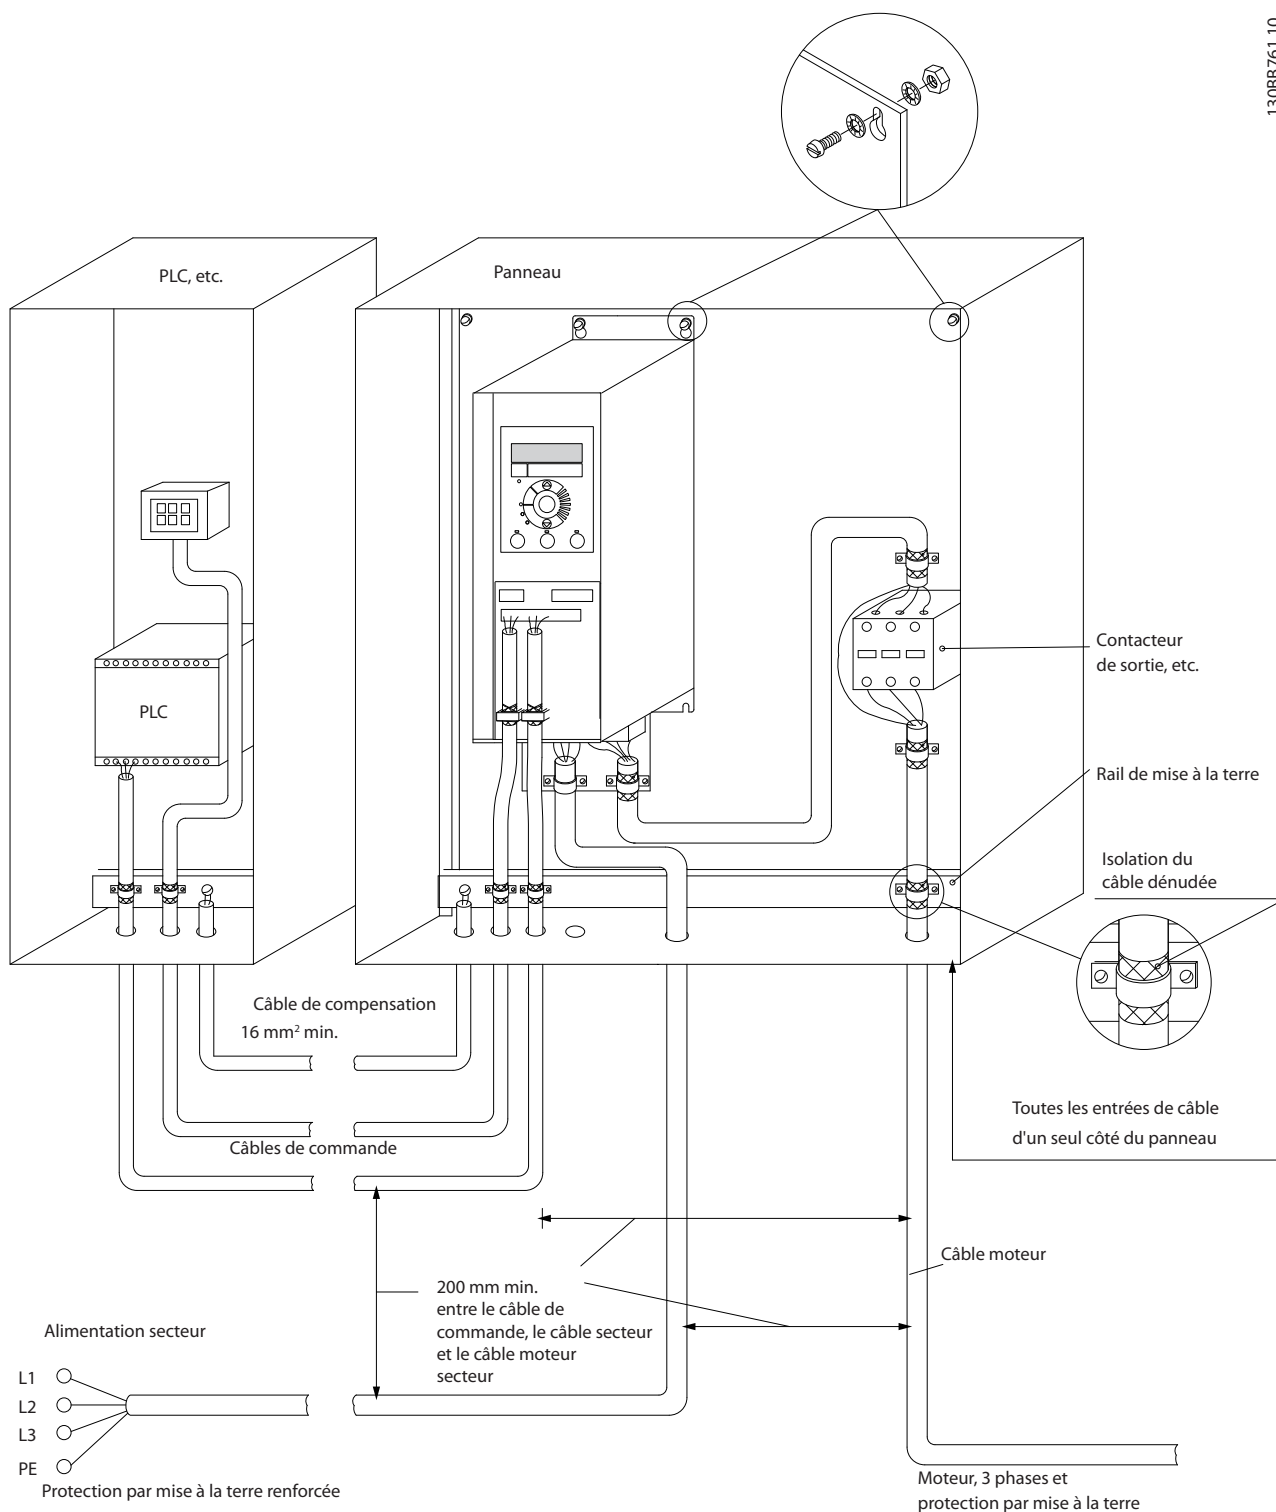 130BB761.10
PLC, etc.
Panneau
PLC
Contacteur
de sortie, etc.
Rail de mise à la terre
Isolation du
câble dénudée
Câble de compensation
16 mm² min.
Câbles de commande
Toutes les entrées de câble
d'un seul côté du panneau
Câble moteur
200 mm min.
entre le câble de
commande, le câble secteur
et le câble moteur
secteur
Alimentation secteur
L1
L2
L3
PE
Protection par mise à la terre renforcée
Moteur, 3 phases et
protection par mise à la terre